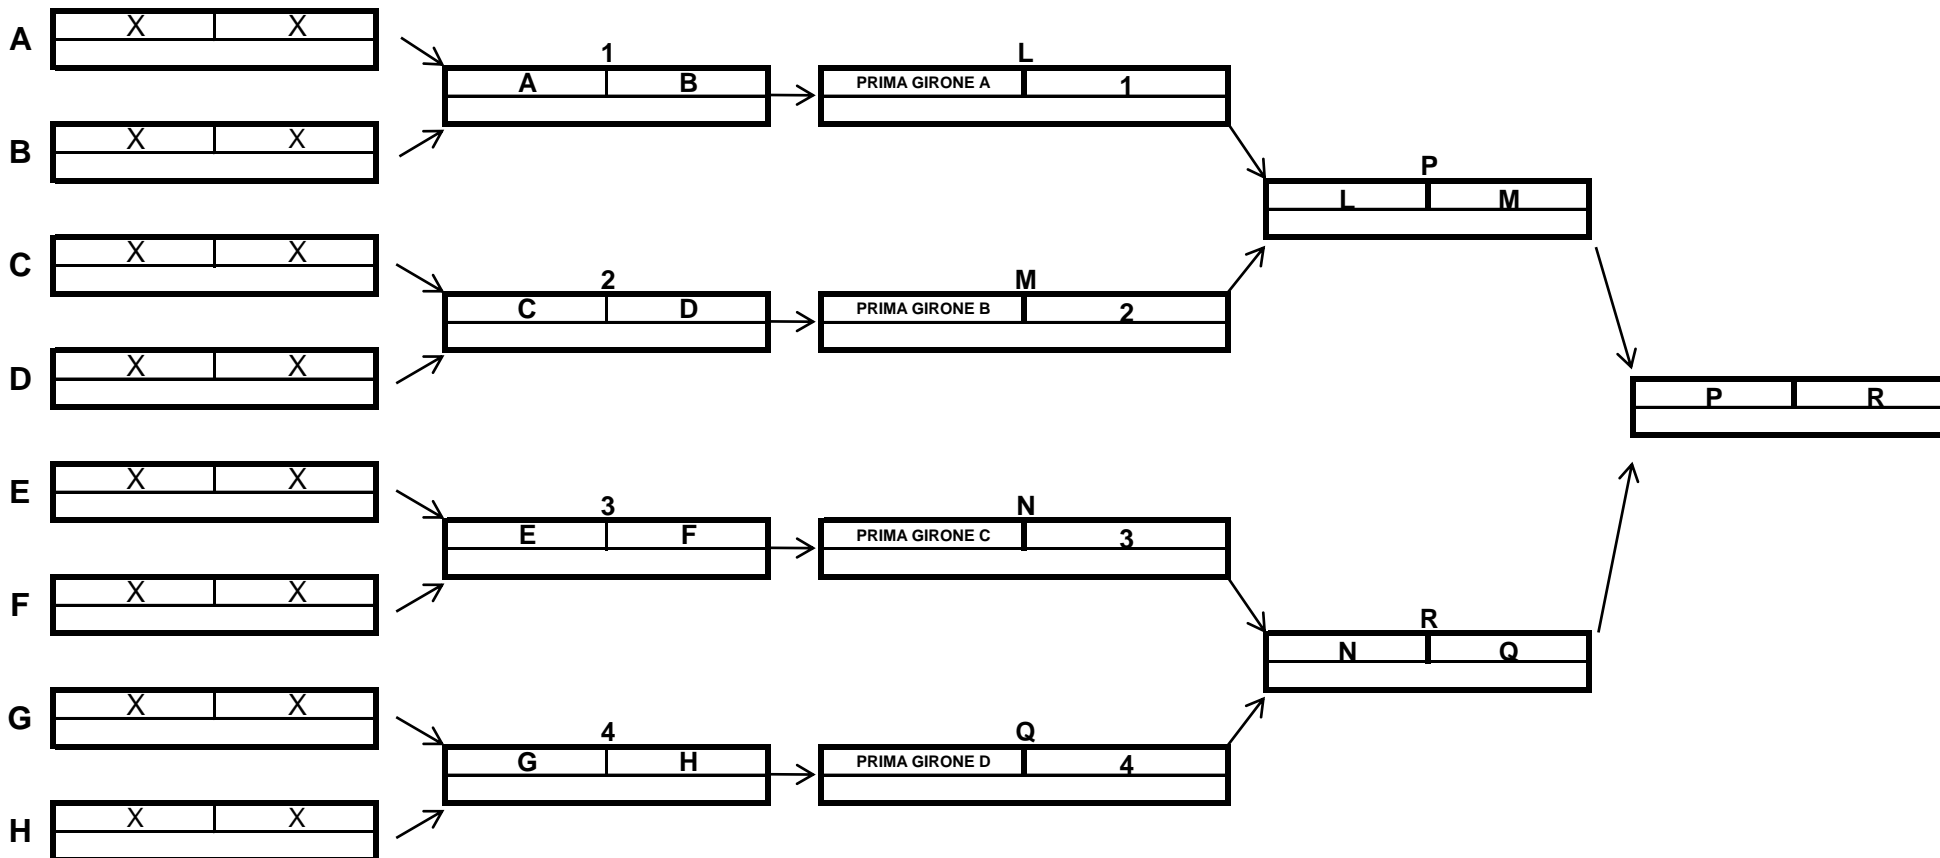 A X X
1
L
A B
PRIMA GIRONE A 1
B X X
P
L M
C X X
2
M
C D
PRIMA GIRONE B 2
D X X
P R
E X X
3
N
E F
PRIMA GIRONE C 3
F X X
R
N Q
G X X
4
Q
G H
PRIMA GIRONE D 4
H X X